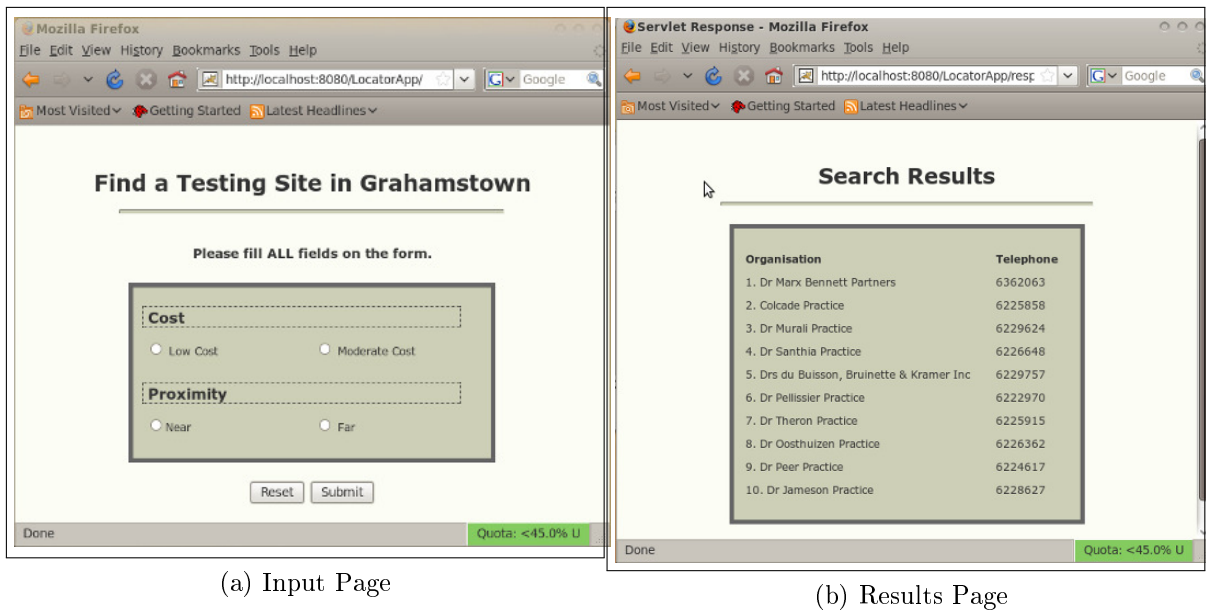 Mozilla Firefox
File Edit View History Bookmarks Tools Help
http://localhost:8080/LocatorApp/ G Google
Most Visited Getting Started Latest Headlines
Find a Testing Site in Grahamstown
Please fill ALL fields on the form.
Cost
Low Cost Moderate Cost
Proximity
Near Far
Reset Submit
Done Quota: <45.0% U
(a) Input Page
Servlet Response - Mozilla Firefox
File Edit View History Bookmarks Tools Help
http://localhost:8080/LocatorApp/resp G Google
Most Visited Getting Started Latest Headlines
Search Results
Organisation Telephone
1. Dr Marx Bennett Partners 6362063
2. Colcade Practice 6225858
3. Dr Murali Practice 6229624
4. Dr Santhia Practice 6226648
5. Drs du Buisson, Bruinette & Kramer Inc 6229757
6. Dr Pellissier Practice 6222970
7. Dr Theron Practice 6225915
8. Dr Oosthuizen Practice 6226362
9. Dr Peer Practice 6224617
10. Dr Jameson Practice 6228627
Done Quota: <45.0% U
(b) Results Page